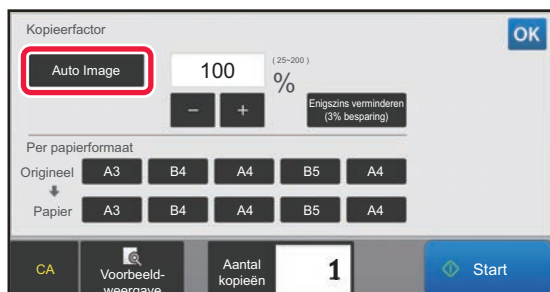 Kopieerfactor
OK
Auto Image
100
(25~200)
%
− +
Enigszins verminderen
(3% besparing)
Per papierformaat
Origineel A3 B4 A4 B5 A4
Papier A3 B4 A4 B5 A4
CA
Voorbeeld-
weergave
Aantal
kopieën
1
Start